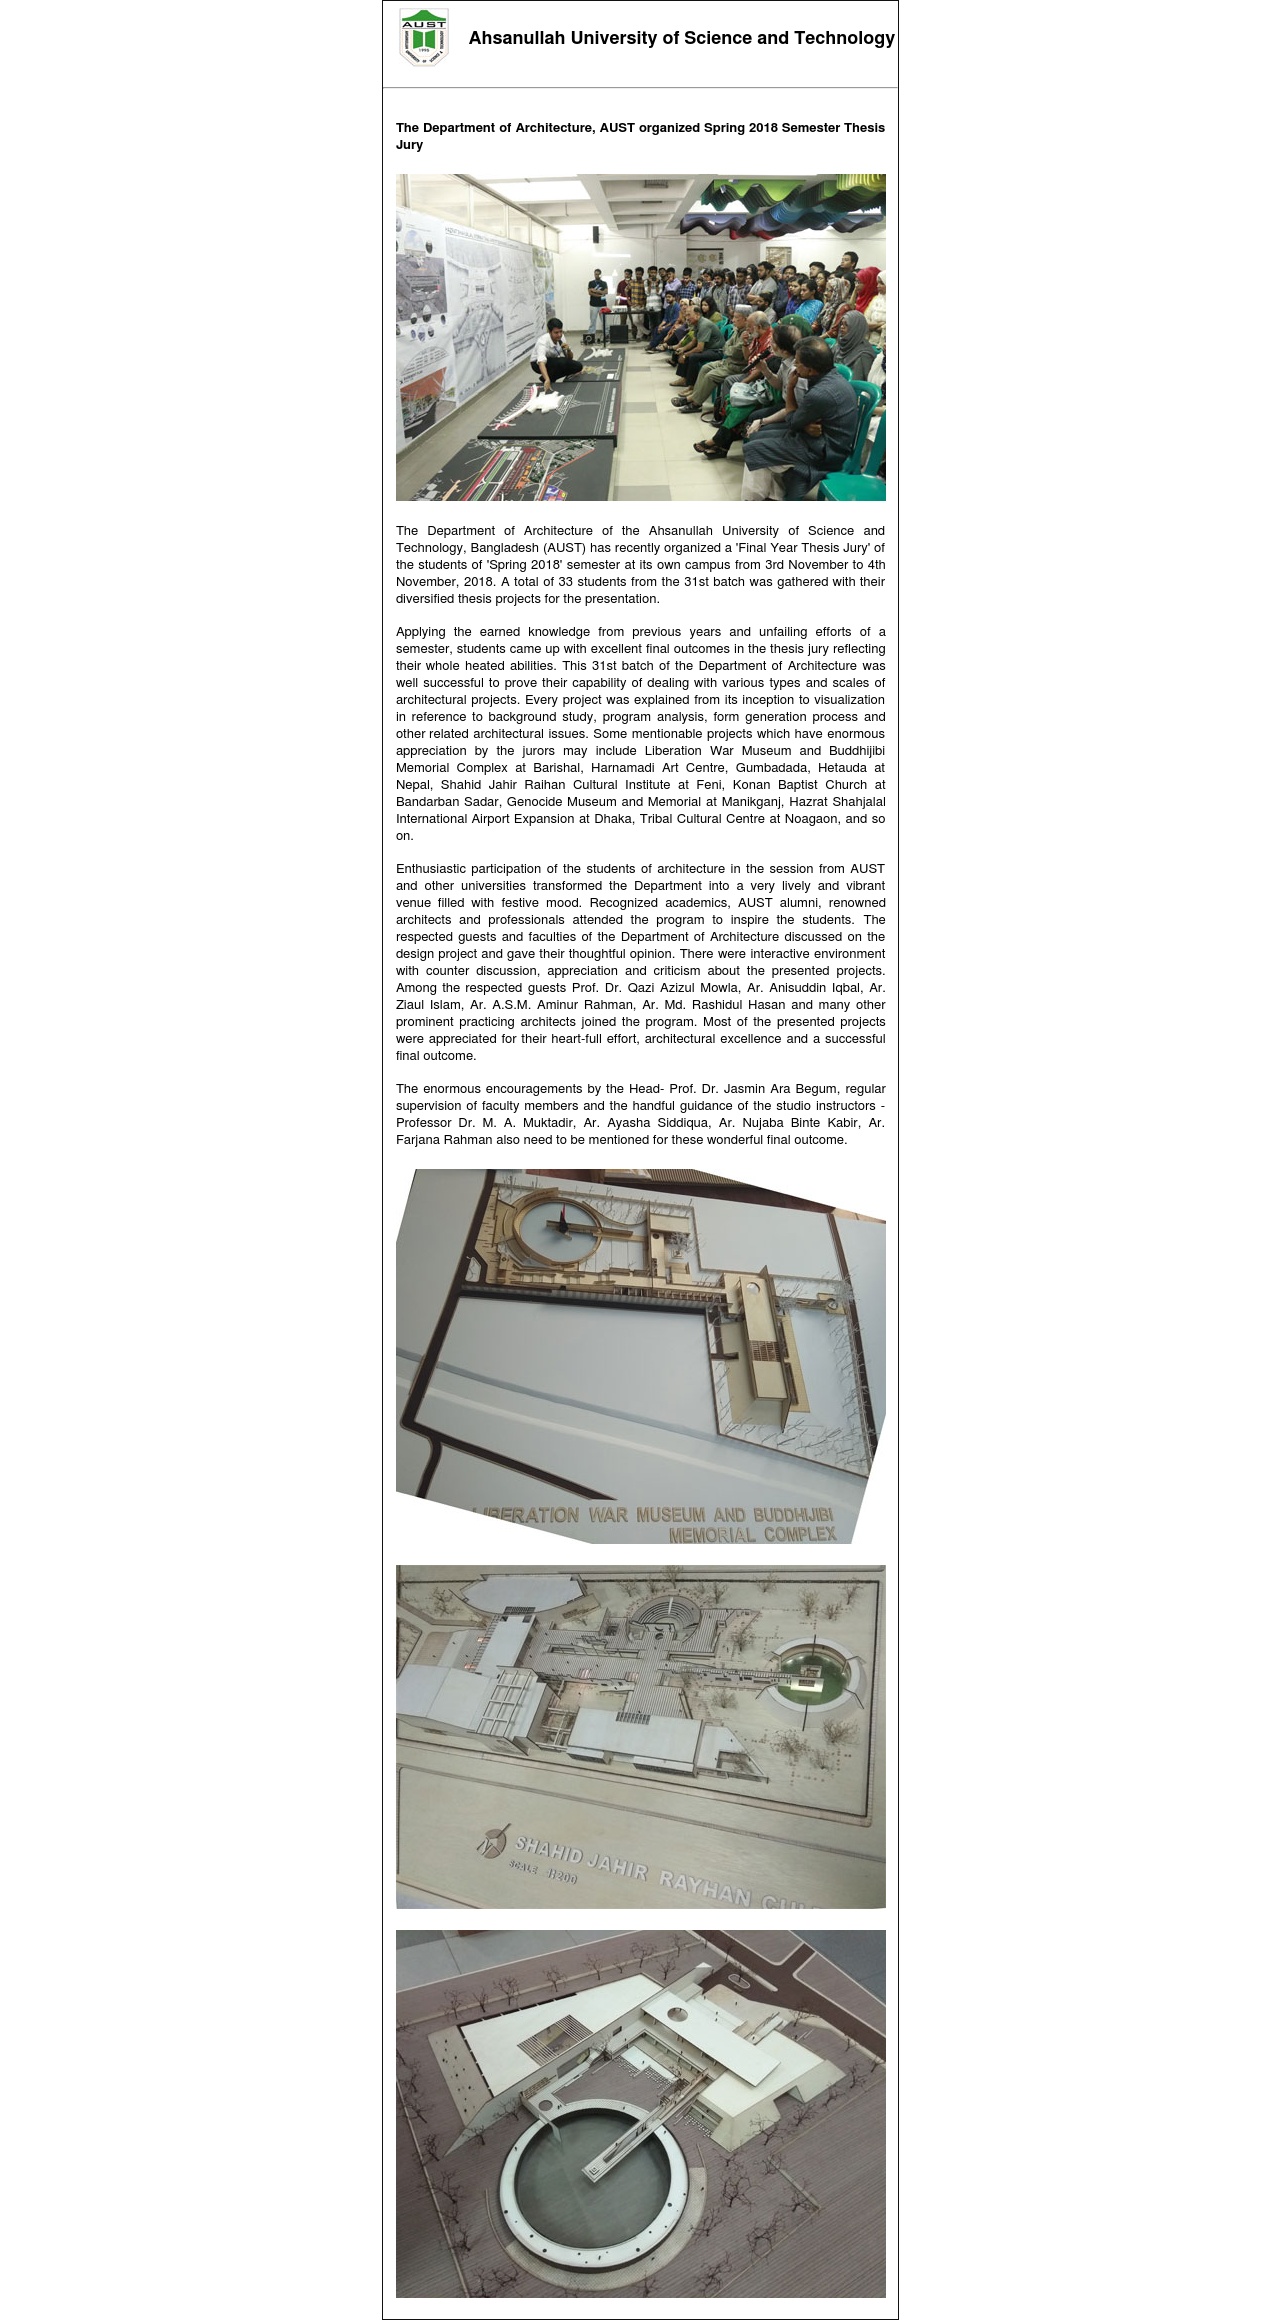 AUST
1995
Ahsanullah University of Science and Technology
The Department of Architecture, AUST organized Spring 2018 Semester Thesis
Jury
The Department of Architecture of the Ahsanullah University of Science and
Technology, Bangladesh (AUST) has recently organized a 'Final Year Thesis Jury' of
the students of 'Spring 2018' semester at its own campus from 3rd November to 4th
November, 2018. A total of 33 students from the 31st batch was gathered with their
diversified thesis projects for the presentation.
Applying the earned knowledge from previous years and unfailing efforts of a
semester, students came up with excellent final outcomes in the thesis jury reflecting
their whole heated abilities. This 31st batch of the Department of Architecture was
well successful to prove their capability of dealing with various types and scales of
architectural projects. Every project was explained from its inception to visualization
in reference to background study, program analysis, form generation process and
other related architectural issues. Some mentionable projects which have enormous
appreciation by the jurors may include Liberation War Museum and Buddhijibi
Memorial Complex at Barishal, Harnamadi Art Centre, Gumbadada, Hetauda at
Nepal, Shahid Jahir Raihan Cultural Institute at Feni, Konan Baptist Church at
Bandarban Sadar, Genocide Museum and Memorial at Manikganj, Hazrat Shahjalal
International Airport Expansion at Dhaka, Tribal Cultural Centre at Noagaon, and so
on.
Enthusiastic participation of the students of architecture in the session from AUST
and other universities transformed the Department into a very lively and vibrant
venue filled with festive mood. Recognized academics, AUST alumni, renowned
architects and professionals attended the program to inspire the students. The
respected guests and faculties of the Department of Architecture discussed on the
design project and gave their thoughtful opinion. There were interactive environment
with counter discussion, appreciation and criticism about the presented projects.
Among the respected guests Prof. Dr. Qazi Azizul Mowla, Ar. Anisuddin Iqbal, Ar.
Ziaul Islam, Ar. A.S.M. Aminur Rahman, Ar. Md. Rashidul Hasan and many other
prominent practicing architects joined the program. Most of the presented projects
were appreciated for their heart-full effort, architectural excellence and a successful
final outcome.
The enormous encouragements by the Head- Prof. Dr. Jasmin Ara Begum, regular
supervision of faculty members and the handful guidance of the studio instructors -
Professor Dr. M. A. Muktadir, Ar. Ayasha Siddiqua, Ar. Nujaba Binte Kabir, Ar.
Farjana Rahman also need to be mentioned for these wonderful final outcome.
LIBERATION WAR MUSEUM AND BUDDHIJIBI
MEMORIAL COMPLEX
N SHAHID JAHIR RAYHAN CUL
SCALE 1:200